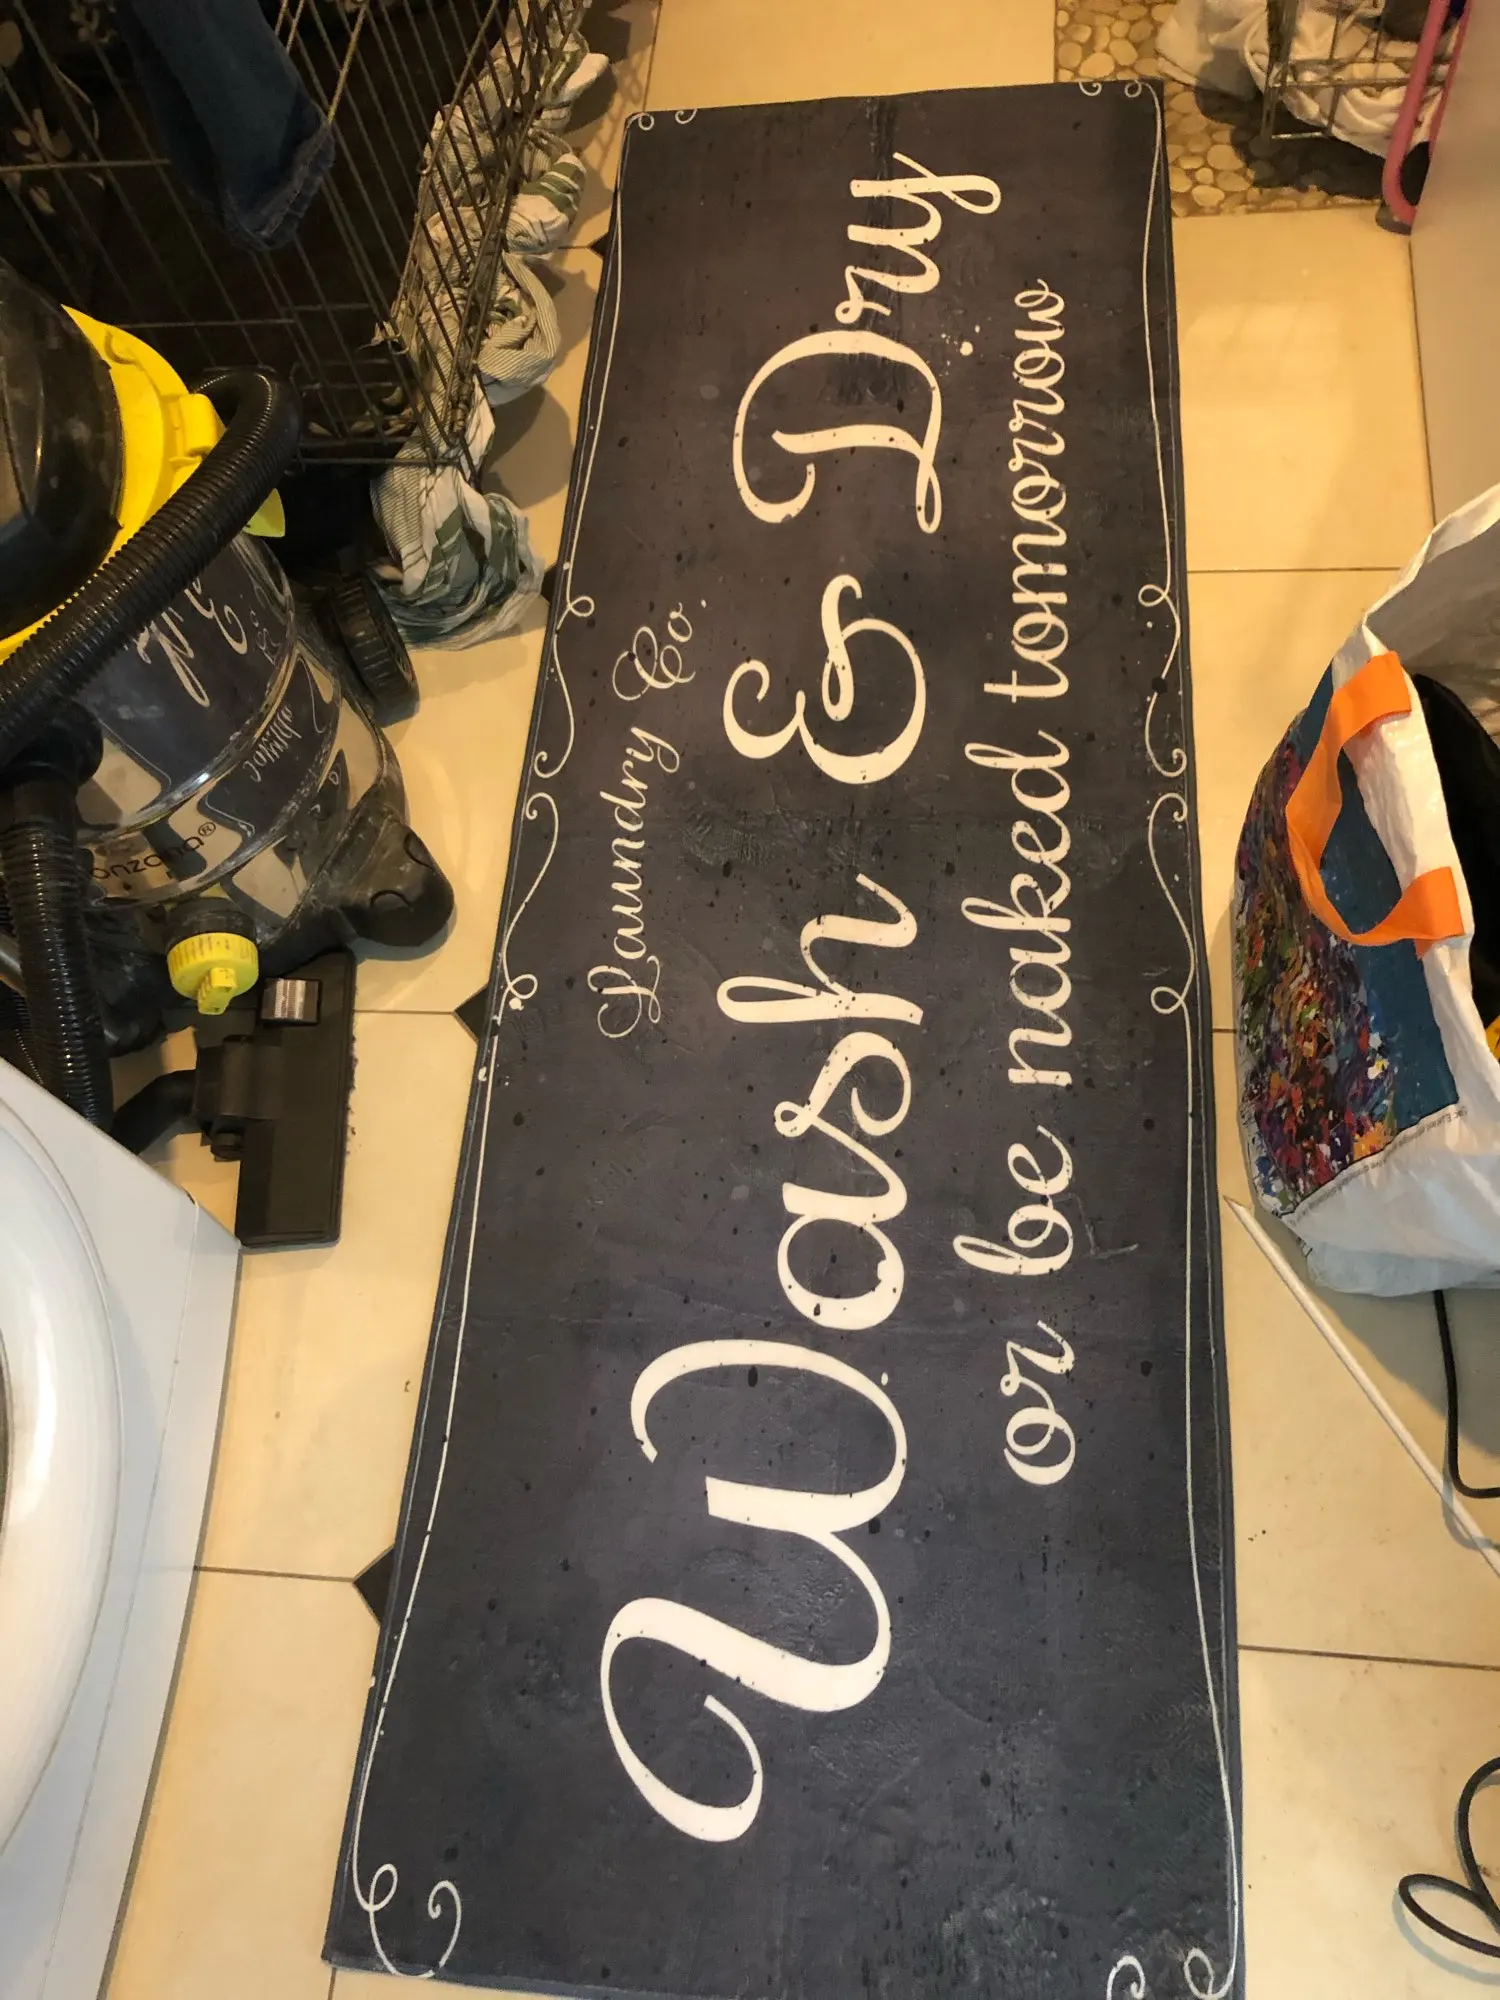 Laundry Co.
Wash & Dry
or be naked tomorrow